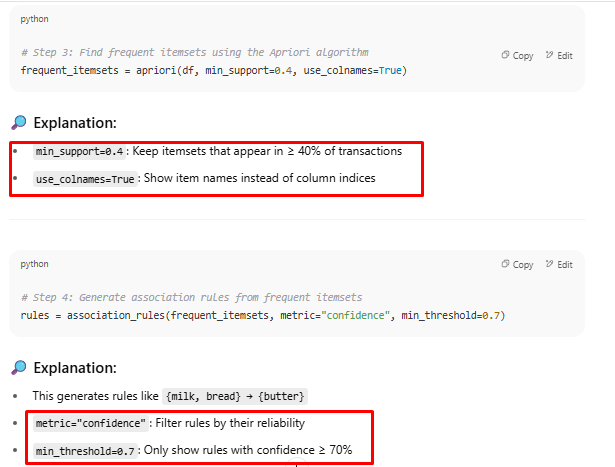 python
# Step 3: Find frequent itemsets using the Apriori algorithm
Copy Edit
frequent_itemsets = apriori(df, min_support=0.4, use_colnames=True)
🔎 Explanation:
• min_support=0.4: Keep itemsets that appear in ≥ 40% of transactions
• use_colnames=True: Show item names instead of column indices
python
Copy Edit
# Step 4: Generate association rules from frequent itemsets
rules = association_rules(frequent_itemsets, metric="confidence", min_threshold=0.7)
🔎 Explanation:
• This generates rules like {milk, bread} → {butter}
• metric="confidence": Filter rules by their reliability
• min_threshold=0.7: Only show rules with confidence ≥ 70%